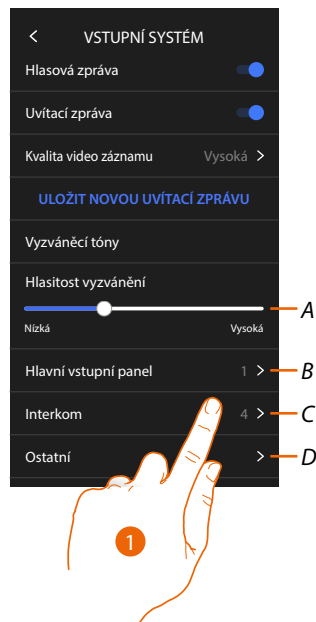 < VSTUPNÍ SYSTÉM
Hlasová zpráva
Uvítací zpráva
Kvalita video záznamu Vysoká >
ULOŽIT NOVOU UVÍTACÍ ZPRÁVU
Vyzváněcí tóny
Hlasitost vyzvánění
A
Nízká Vysoká
Hlavní vstupní panel 1 > B
Interkom 4 > C
Ostatní > D
1